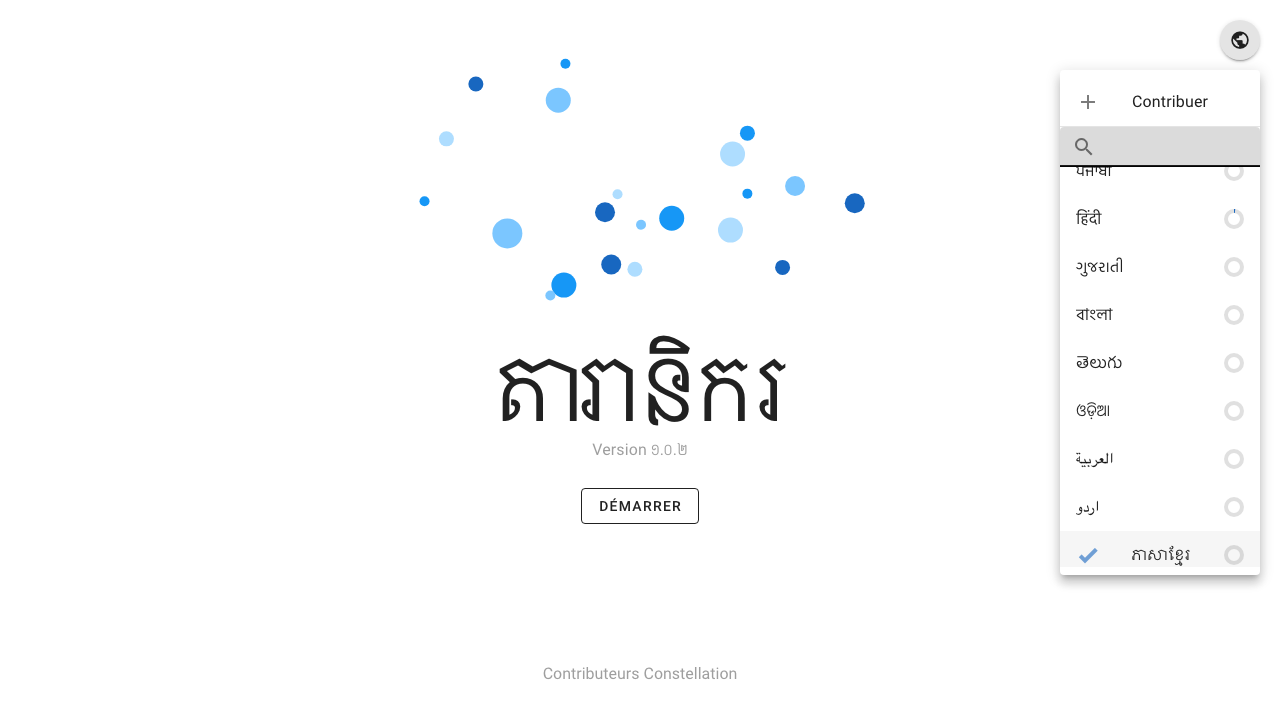 Contribuer
ਪੰਜਾਬੀ
हिंदी
ગુજરાતી
বাংলা
తెలుగు
ଓଡ଼ିଆ
العربية
اردو
ភាសាខ្មែរ
តារានិករ
Version ១.០.២
DÉMARRER
Contributeurs Constellation